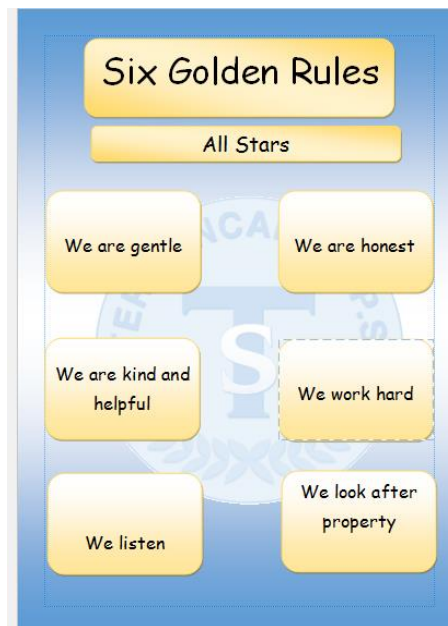 Six Golden Rules
All Stars
We are gentle
We are honest
We are kind and
helpful
We work hard
We listen
We look after
property
TS